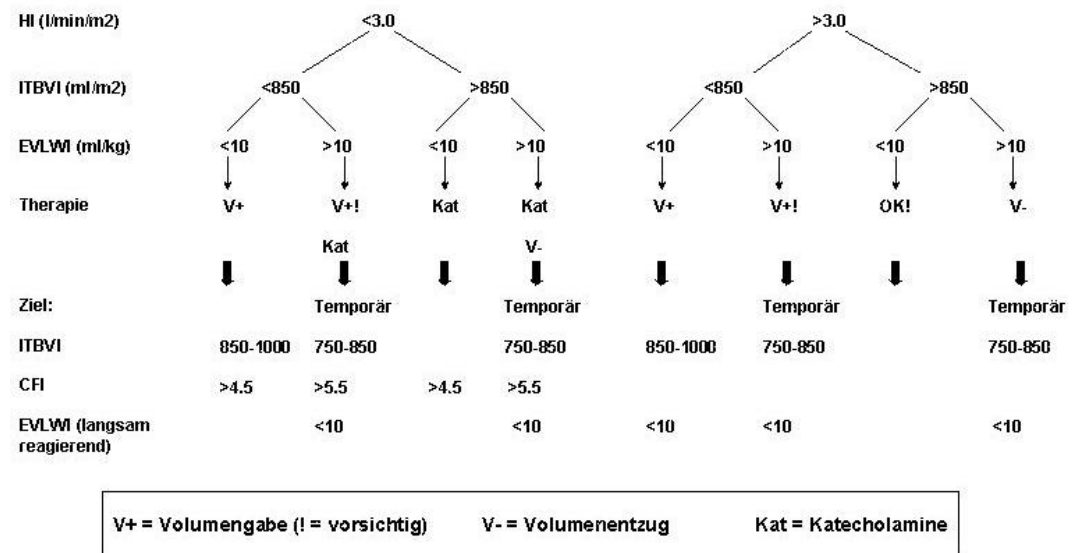 HI (l/min/m2) <3.0 >3.0
ITBVI (ml/m2) <850 >850 <850 >850
EVLWI (ml/kg) <10 >10 <10 >10 <10 >10 <10 >10
Therapie V+ V+! Kat Kat V+ V+! OK! V-
Kat V-
Ziel: Temporär Temporär Temporär Temporär
ITBVI 850-1000 750-850 750-850 850-1000 750-850 750-850
CFI >4.5 >5.5 >4.5 >5.5
EVLWI (langsam <10 <10 <10 <10 <10
reagierend)
V+ = Volumengabe (! = vorsichtig) V- = Volumenentzug Kat = Katecholamine